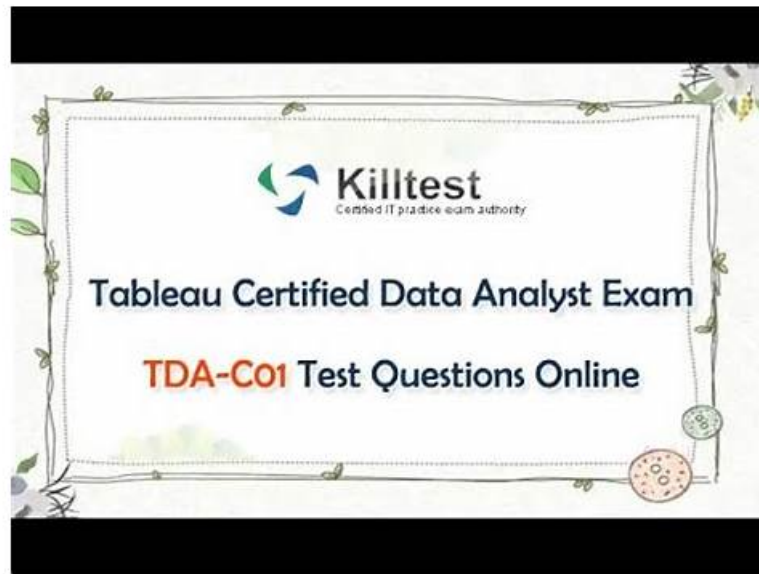 Killtest
Certified IT practice exam authority
Tableau Certified Data Analyst Exam
TDA-C01 Test Questions Online